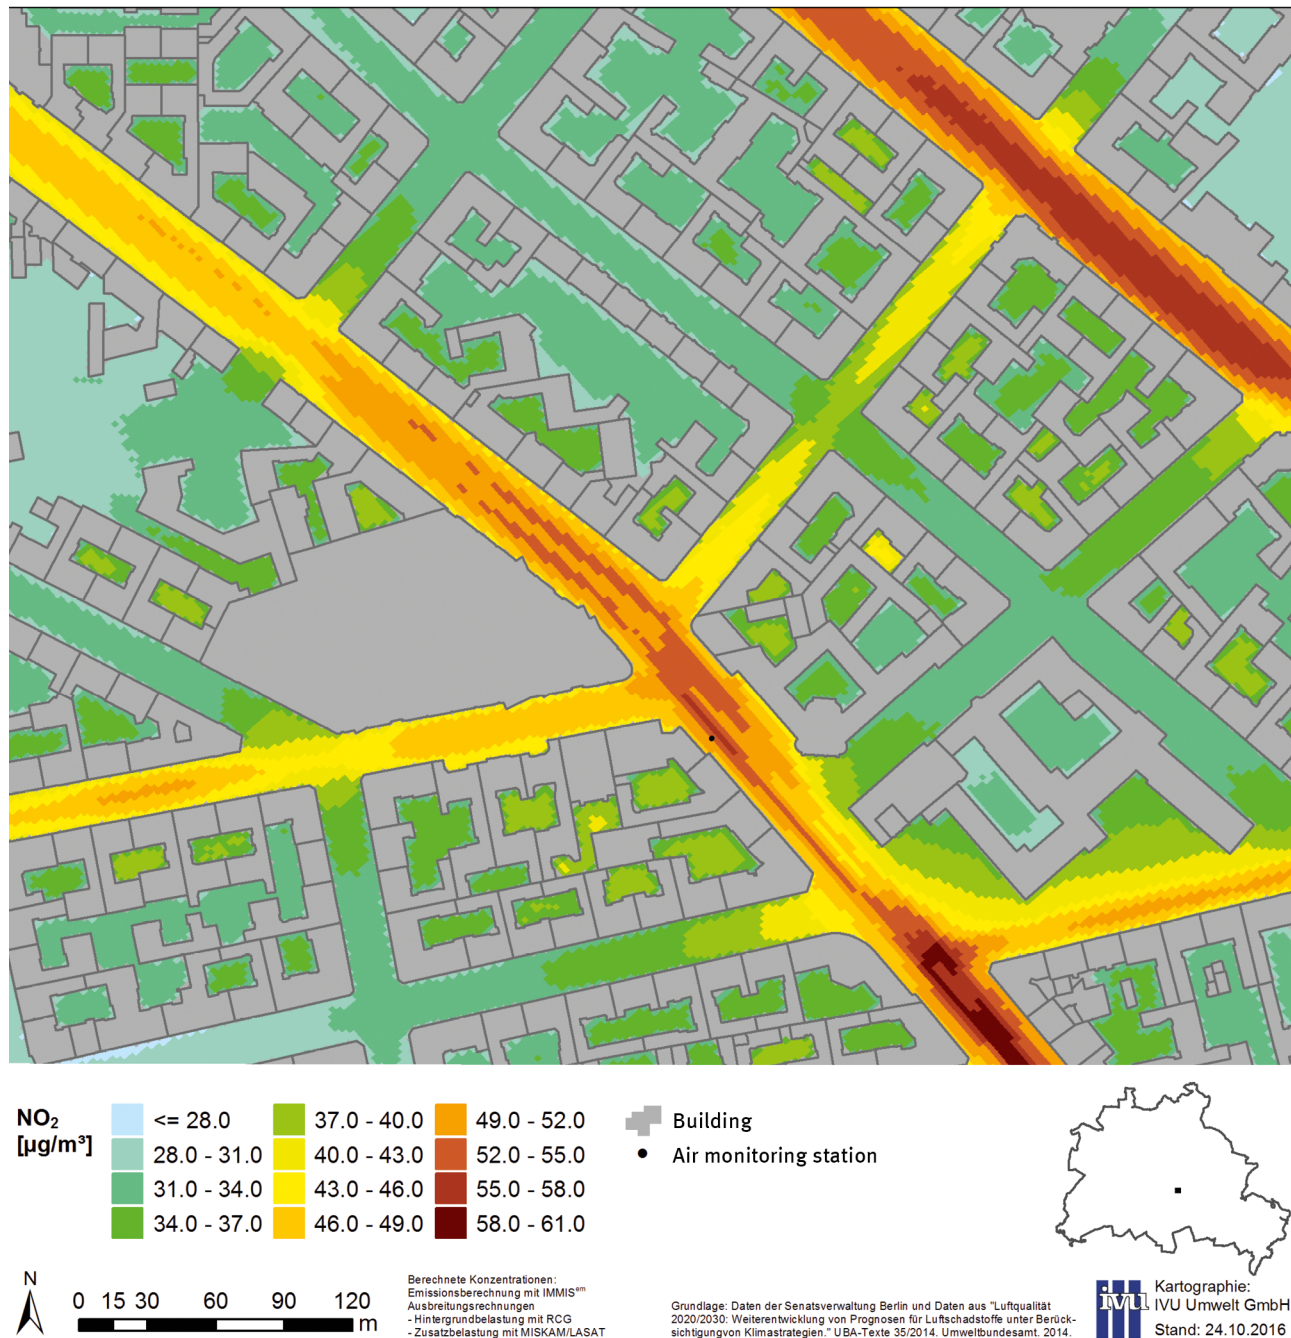 NO₂
[µg/m³]
<= 28.0
28.0 - 31.0
31.0 - 34.0
34.0 - 37.0
37.0 - 40.0
40.0 - 43.0
43.0 - 46.0
46.0 - 49.0
49.0 - 52.0
52.0 - 55.0
55.0 - 58.0
58.0 - 61.0
Building
Air monitoring station
N
0 15 30 60 90 120
m
Berechnete Konzentrationen:
Emissionsberechnung mit IMMISem
Ausbreitungsrechnungen
- Hintergrundbelastung mit RCG
- Zusatzbelastung mit MISKAM/LASAT
Grundlage: Daten der Senatsverwaltung Berlin und Daten aus "Luftqualität
2020/2030: Weiterentwicklung von Prognosen für Luftschadstoffe unter Berück-
sichtigungvon Klimastrategien." UBA-Texte 35/2014. Umweltbundesamt. 2014.
ivu
Kartographie:
IVU Umwelt GmbH
Stand: 24.10.2016